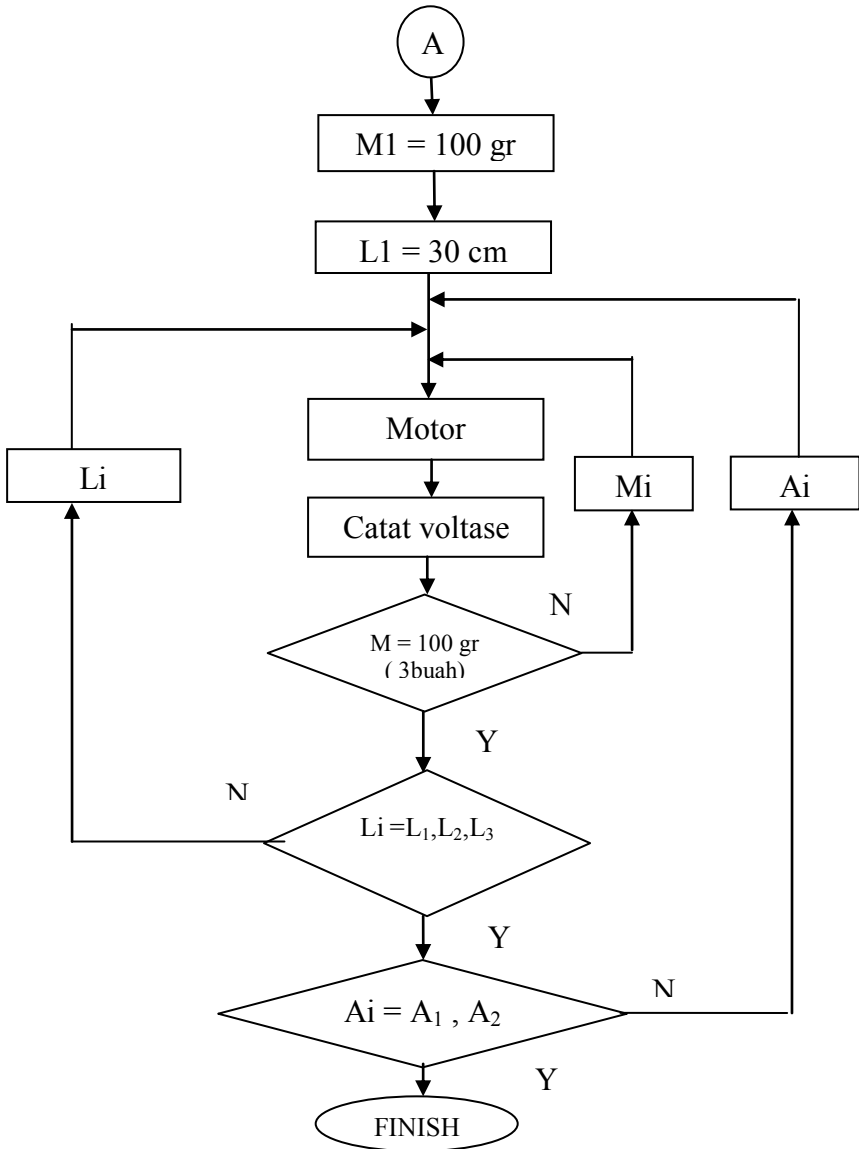 A
M1 = 100 gr
L1 = 30 cm
Motor
Li
Mi
Ai
Catat voltase
N
M = 100 gr
( 3buah)
Y
N
Li =L₁,L₂,L₃
Y
N
Ai = A₁ , A₂
Y
FINISH